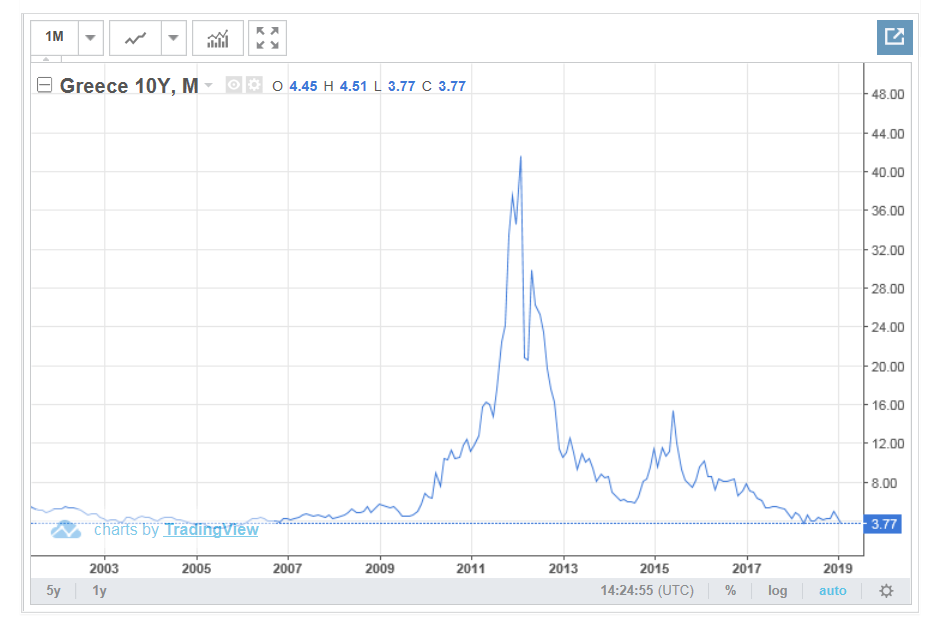 1M
Greece 10Y, M O 4.45 H 4.51 L 3.77 C 3.77
48.00
44.00
40.00
36.00
32.00
28.00
24.00
20.00
16.00
12.00
8.00
3.77
charts by TradingView
2003 2005 2007 2009 2011 2013 2015 2017 2019
5y 1y 14:24:55 (UTC) % log auto